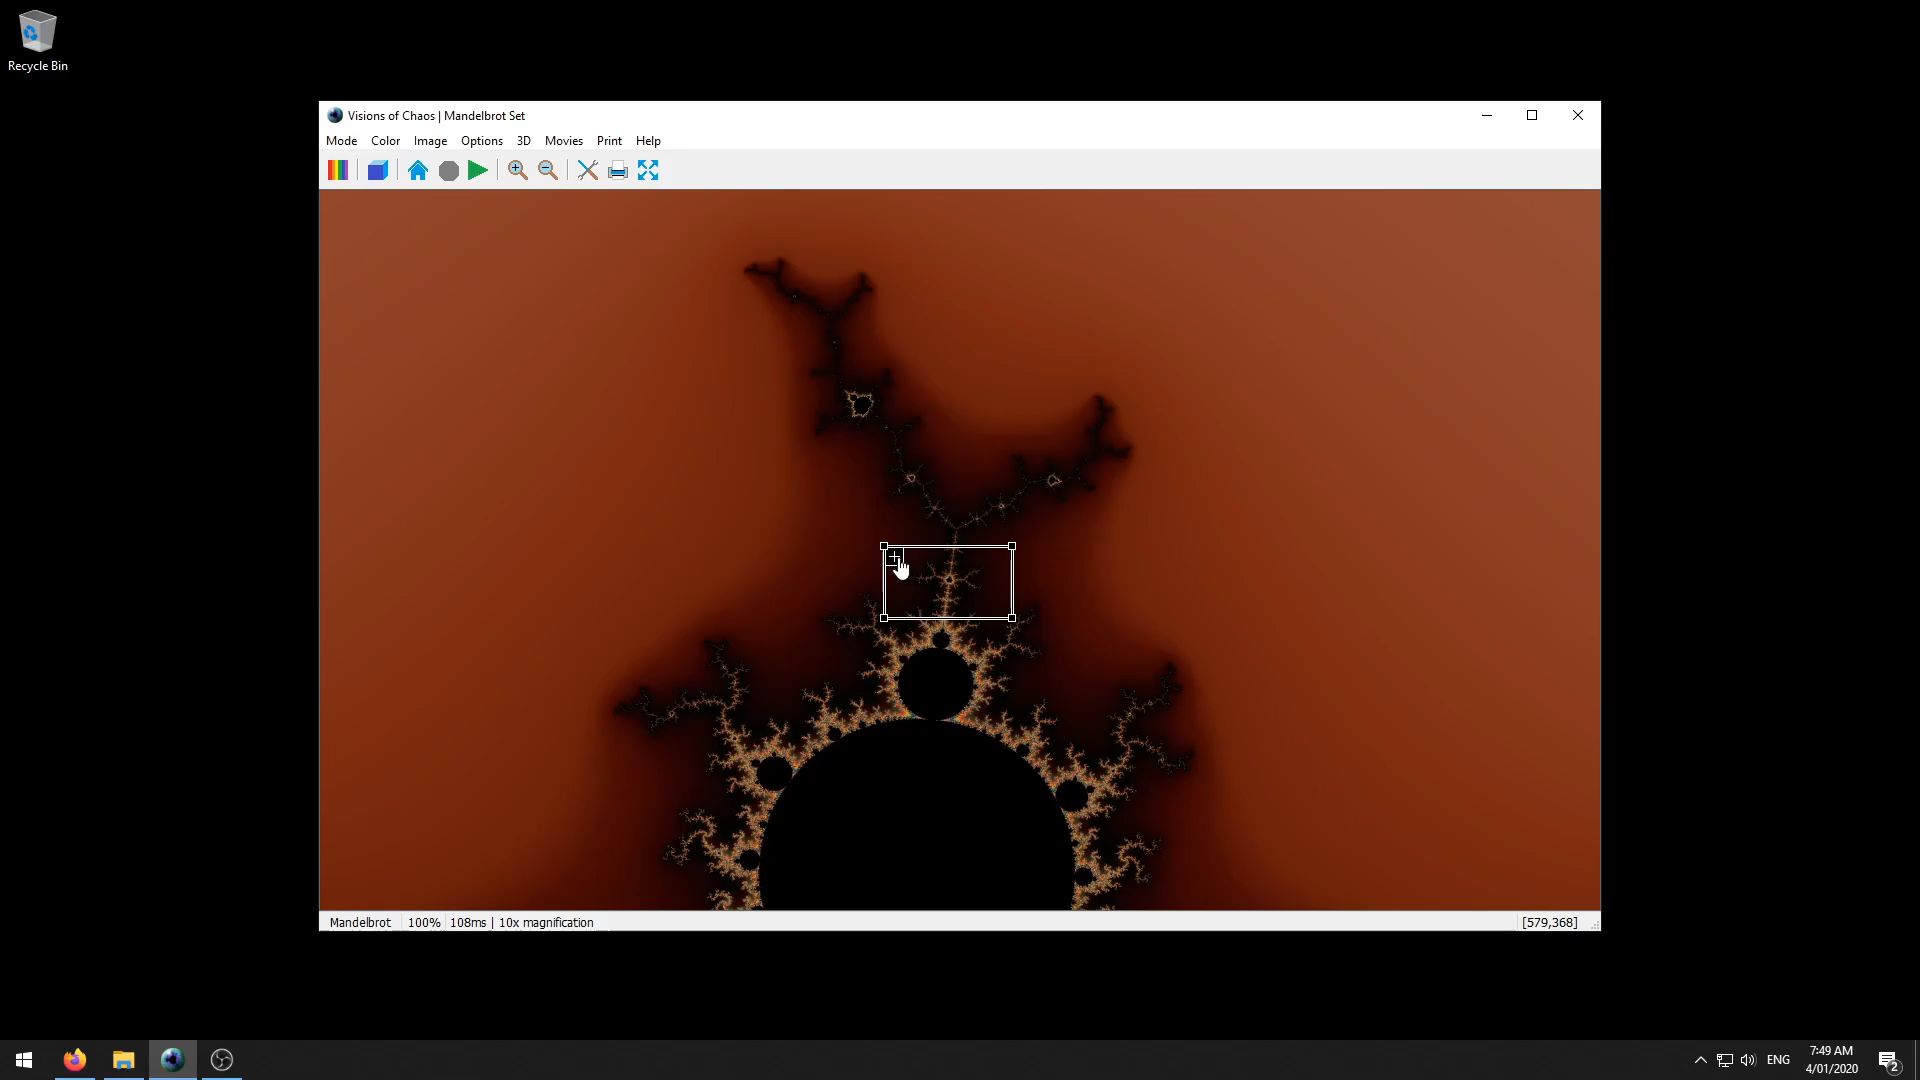 Recycle Bin
Visions of Chaos | Mandelbrot Set
Mode Color Image Options 3D Movies Print Help
Mandelbrot 100% 108ms | 10x magnification [579,368]
ENG 7:49 AM 2
4/01/2020